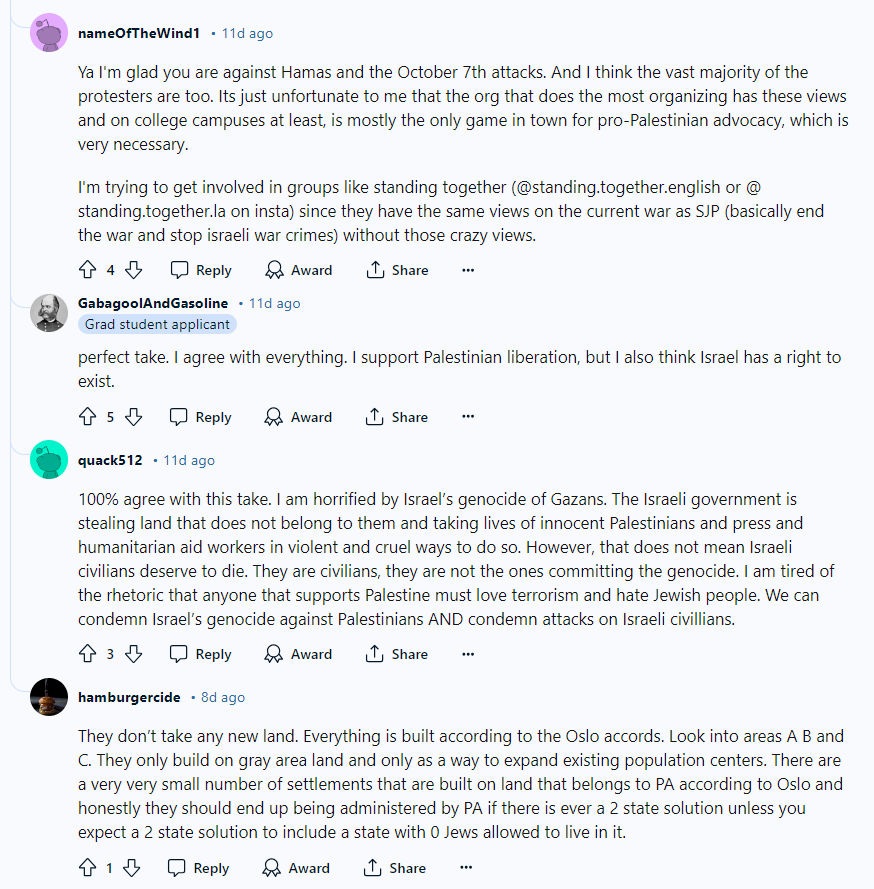 nameOfTheWind1 • 11d ago
Ya I'm glad you are against Hamas and the October 7th attacks. And I think the vast majority of the
protesters are too. Its just unfortunate to me that the org that does the most organizing has these views
and on college campuses at least, is mostly the only game in town for pro-Palestinian advocacy, which is
very necessary.
I'm trying to get involved in groups like standing together (@standing.together.english or @
standing.together.la on insta) since they have the same views on the current war as SJP (basically end
the war and stop israeli war crimes) without those crazy views.
4 Reply Award Share •••
GabagoolAndGasoline • 11d ago
Grad student applicant
perfect take. I agree with everything. I support Palestinian liberation, but I also think Israel has a right to
exist.
5 Reply Award Share •••
quack512 • 11d ago
100% agree with this take. I am horrified by Israel’s genocide of Gazans. The Israeli government is
stealing land that does not belong to them and taking lives of innocent Palestinians and press and
humanitarian aid workers in violent and cruel ways to do so. However, that does not mean Israeli
civilians deserve to die. They are civilians, they are not the ones committing the genocide. I am tired of
the rhetoric that anyone that supports Palestine must love terrorism and hate Jewish people. We can
condemn Israel’s genocide against Palestinians AND condemn attacks on Israeli civillians.
3 Reply Award Share •••
hamburgercide • 8d ago
They don’t take any new land. Everything is built according to the Oslo accords. Look into areas A B and
C. They only build on gray area land and only as a way to expand existing population centers. There are
a very very small number of settlements that are built on land that belongs to PA according to Oslo and
honestly they should end up being administered by PA if there is ever a 2 state solution unless you
expect a 2 state solution to include a state with 0 Jews allowed to live in it.
1 Reply Award Share •••